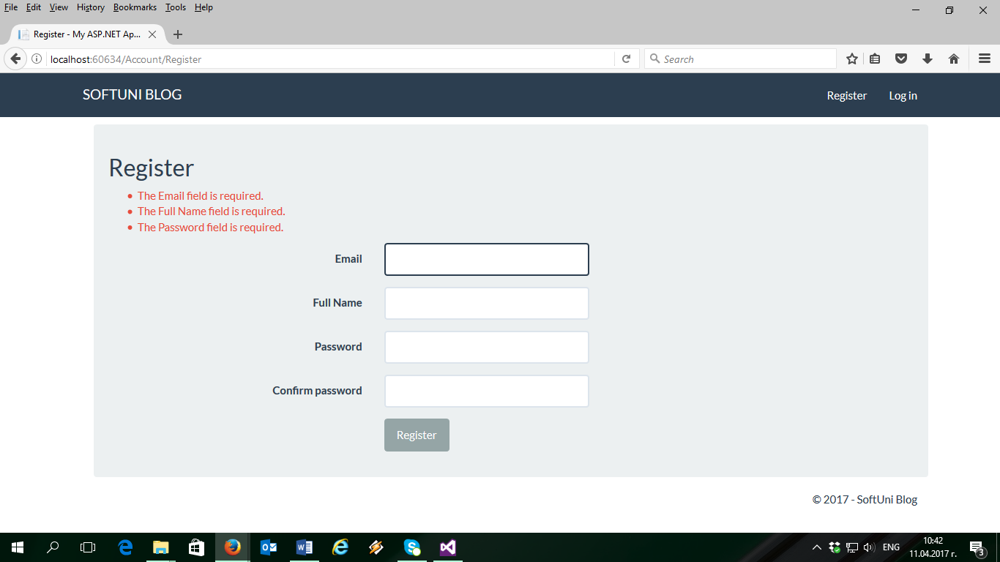 File Edit View History Bookmarks Tools Help
Register - My ASP.NET Ap...
localhost:60634/Account/Register
Search
SOFTUNI BLOG
Register Log in
Register
The Email field is required.
The Full Name field is required.
The Password field is required.
Email
Full Name
Password
Confirm password
Register
© 2017 - SoftUni Blog
ENG
10:42
11.04.2017 г.
3